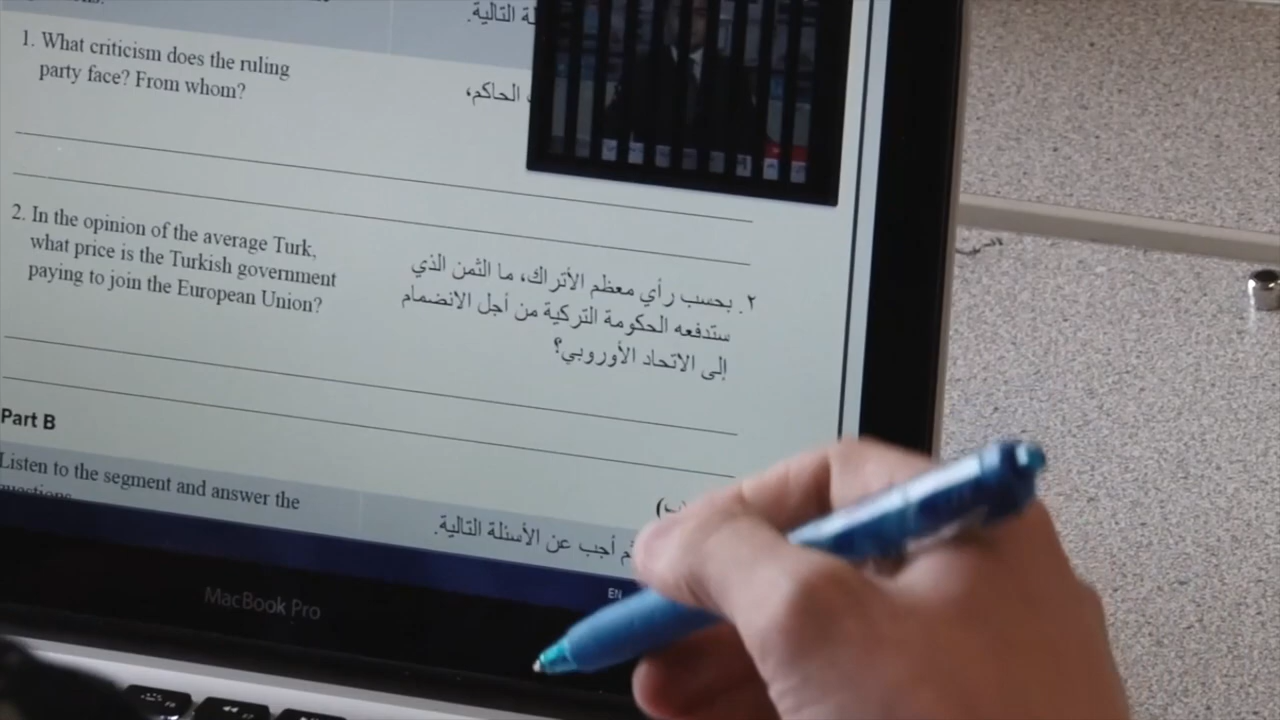 لة التالية.
1. What criticism does the ruling
party face? From whom?
الحاكم،
2. In the opinion of the average Turk,
what price is the Turkish government
paying to join the European Union?
٢. بحسب رأي معظم الأتراك، ما الثمن الذي
ستدفعه الحكومة التركية من أجل الانضمام
إلى الاتحاد الأوروبي؟
Part B
Listen to the segment and answer the
questions
أجب عن الأسئلة التالية.
EN
MacBook Pro